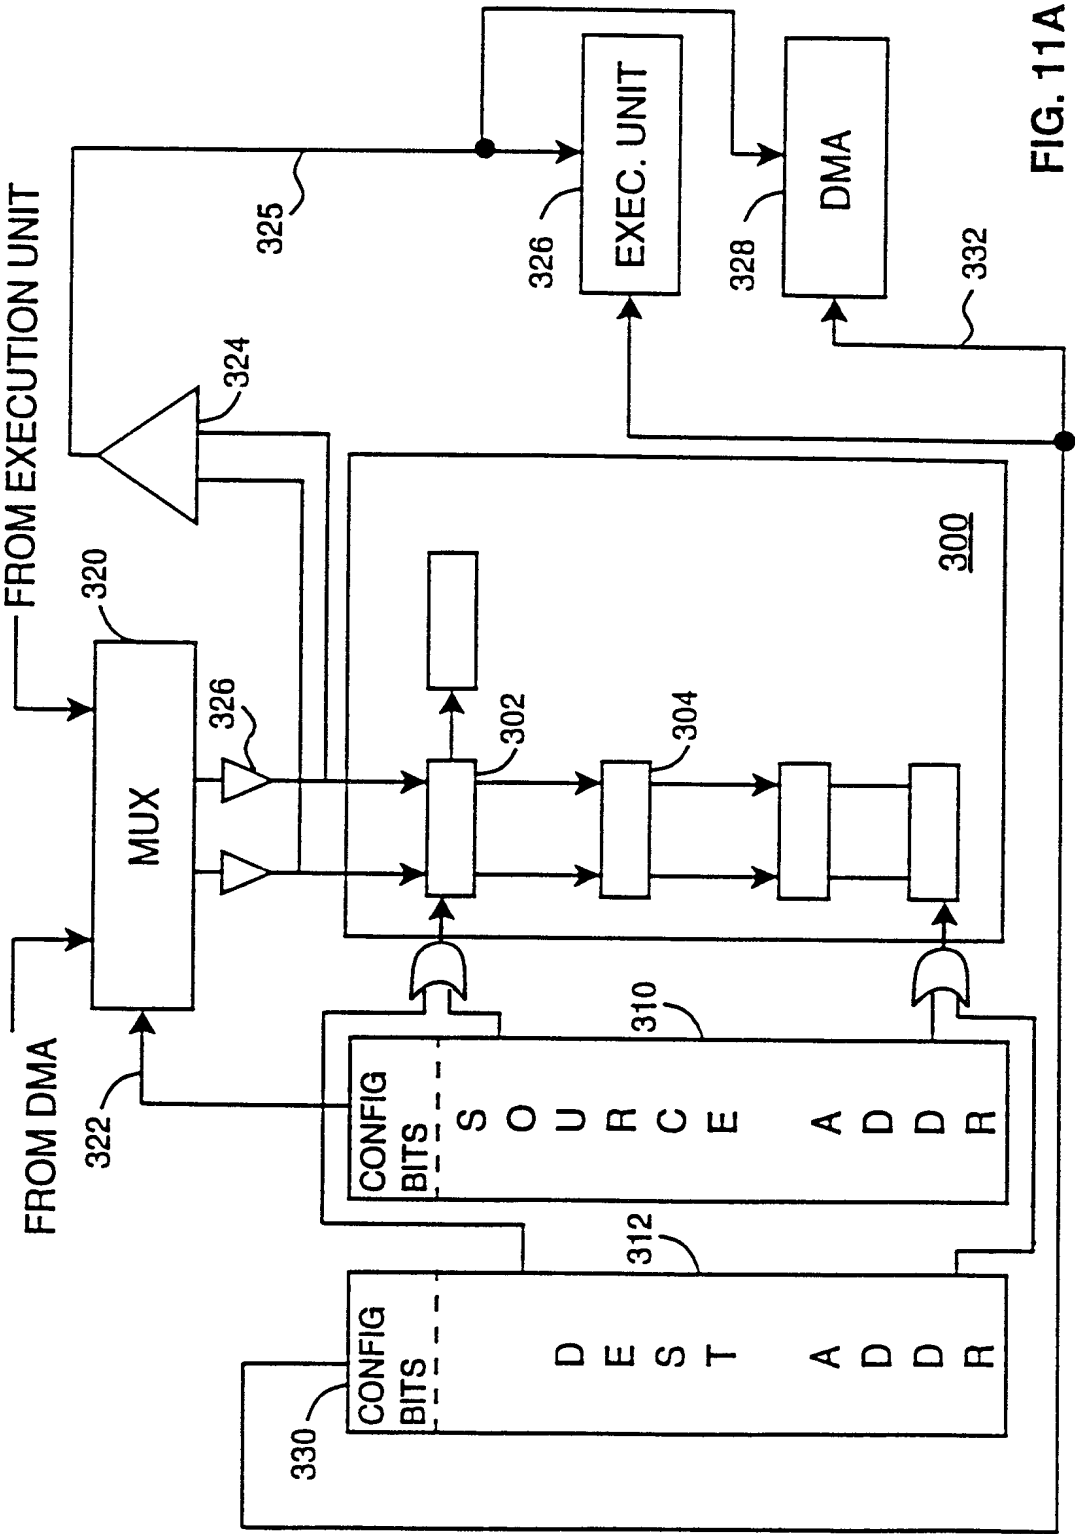 FROM EXECUTION UNIT
FROM DMA
320
MUX
322
326
324
325
326
EXEC. UNIT
328
DMA
332
302
304
300
CONFIG
BITS
SOURCE ADDR
310
330
CONFIG
BITS
DEST ADDR
312
FIG. 11A